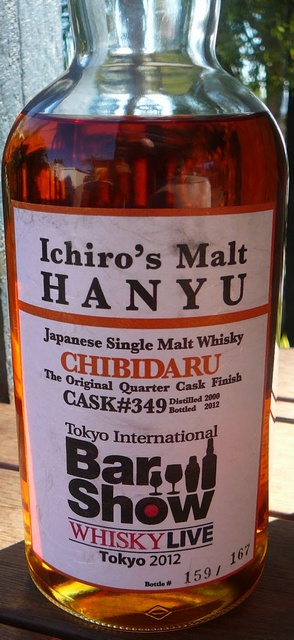 Ichiro's Malt
HANYU
Japanese Single Malt Whisky
CHIBIDARU
The Original Quarter Cask Finish
CASK#349 Distilled 2000
Bottled 2012
Tokyo International
Bar
Show
WHISKY LIVE
Tokyo 2012
Bottle # 159/ 167